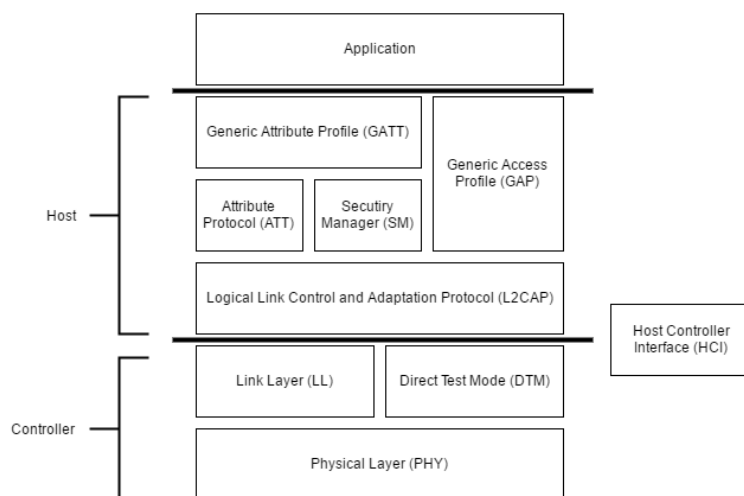 Application
Generic Attribute Profile (GATT)
Generic Access
Profile (GAP)
Attribute
Protocol (ATT)
Secutiry
Manager (SM)
Host
Logical Link Control and Adaptation Protocol (L2CAP)
Host Controller
Interface (HCI)
Link Layer (LL)
Direct Test Mode (DTM)
Controller
Physical Layer (PHY)